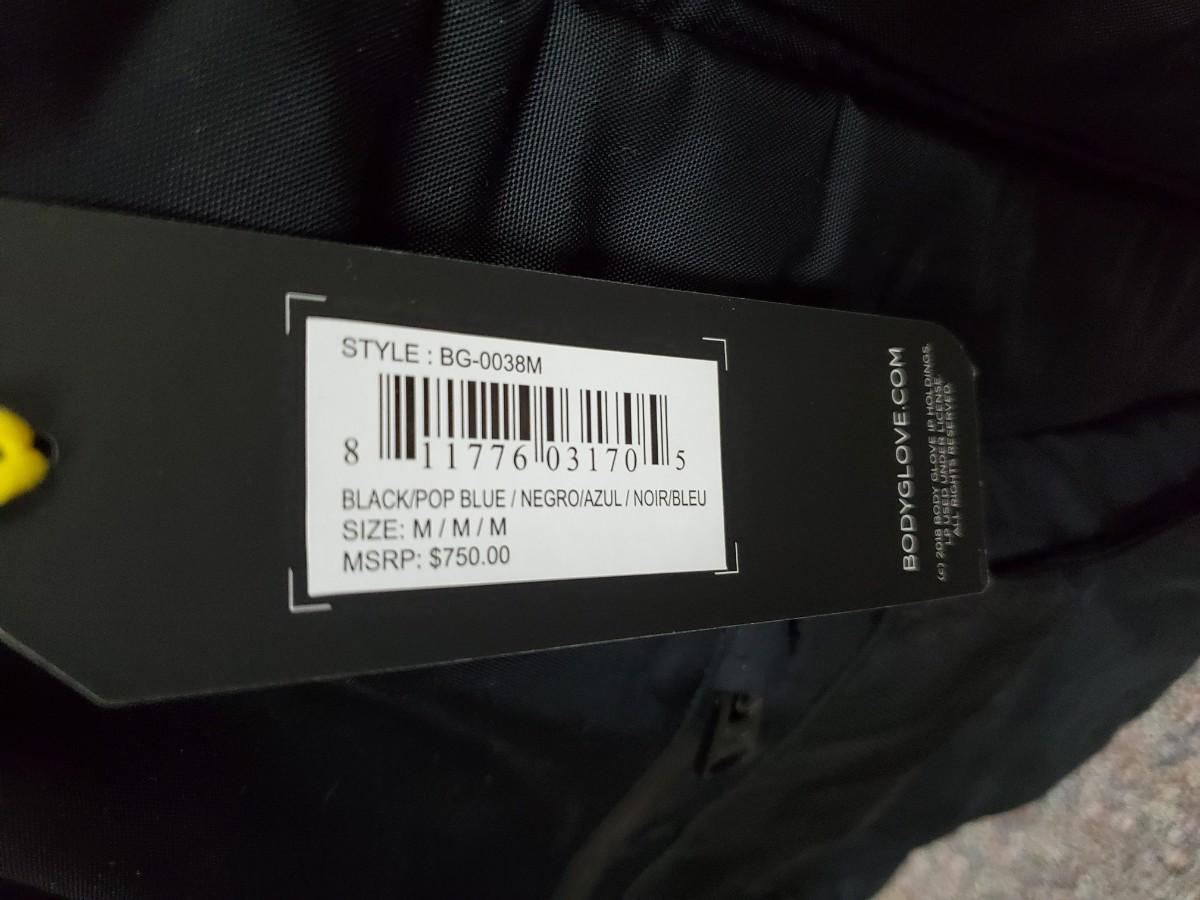 STYLE : BG-0038M
8 11776 03170 5
BLACK/POP BLUE / NEGRO/AZUL / NOIR/BLEU
SIZE: M / M / M
MSRP: $750.00
BODYGLOVE.COM
(c) 2018 BODY GLOVE IP HOLDINGS,
LP USED UNDER LICENSE.
ALL RIGHTS RESERVED.